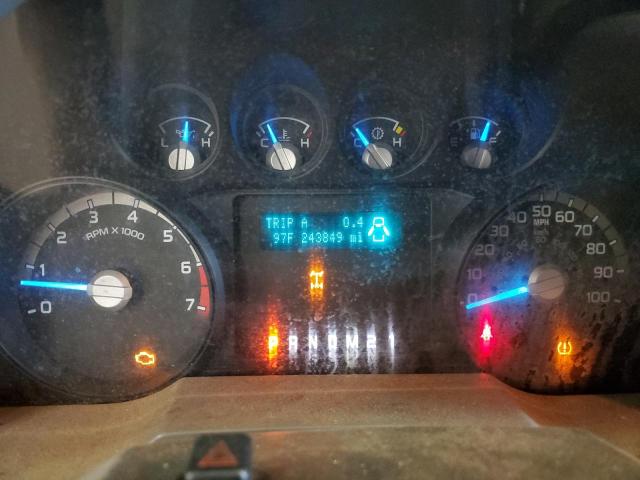 L H
C H
C H
E F
0 1 2 3 4 5 6 7
RPM X 1000
TRIP A 0.4
97F 243849 mi
P R N D M 2 1
0 10 20 30 40 50 60 70 80 90 100
MPH
km/h